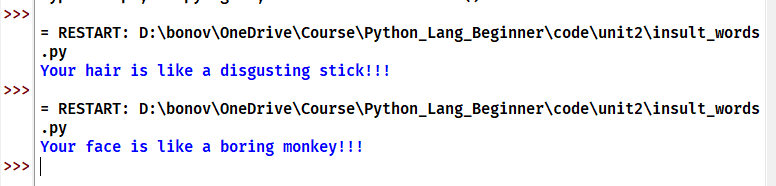 >>>
= RESTART: D:\bonov\OneDrive\Course\Python_Lang_Beginner\code\unit2\insult_words
.py
Your hair is like a disgusting stick!!!
>>>
= RESTART: D:\bonov\OneDrive\Course\Python_Lang_Beginner\code\unit2\insult_words
.py
Your face is like a boring monkey!!!
>>>